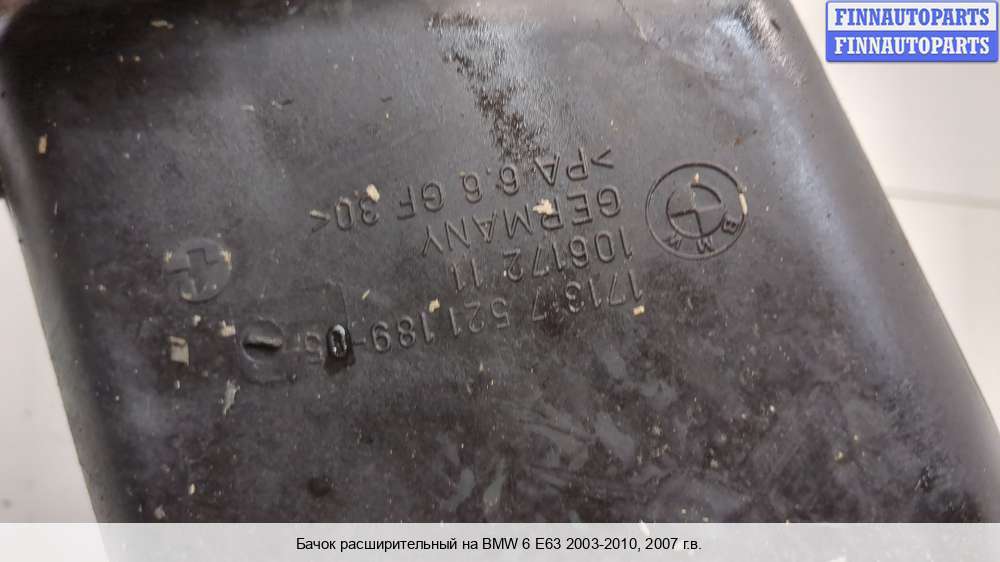 FINNAUTOPARTS
FINNAUTOPARTS
BMW
1713 7 521 189-05
106172 11
GERMANY
>PA 6.6 GF 30<
Бачок расширительный на BMW 6 E63 2003-2010, 2007 г.в.